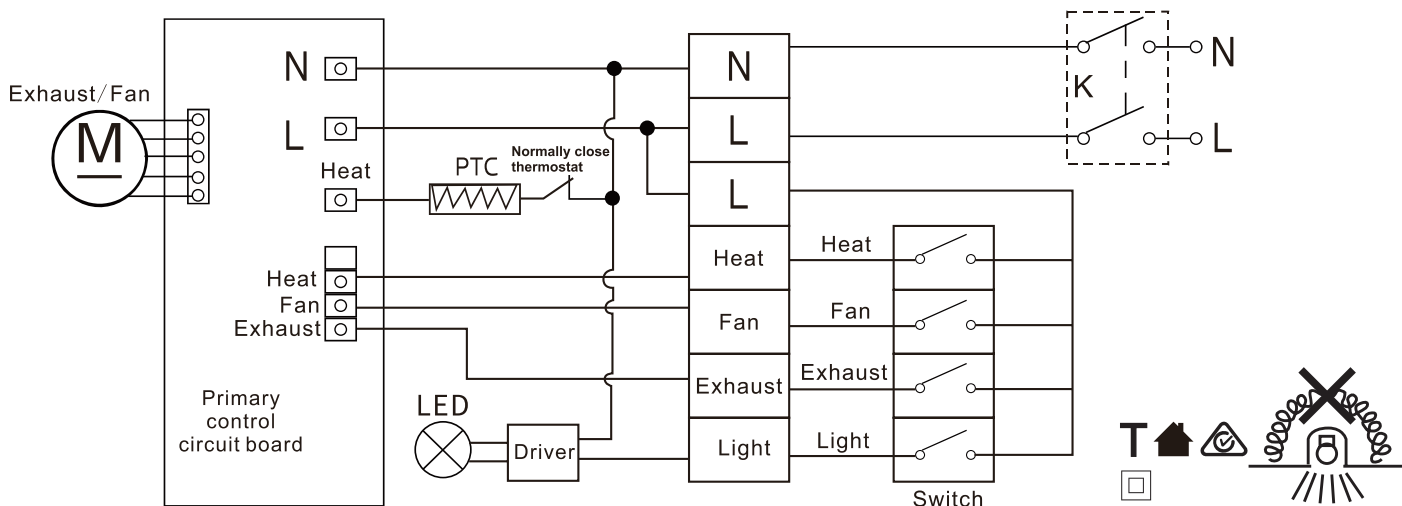 Exhaust/Fan
M
N
L
Heat
PTC
Normally close
thermostat
Heat
Fan
Exhaust
Primary
control
circuit board
LED
Driver
N
L
L
Heat
Fan
Exhaust
Light
Heat
Fan
Exhaust
Light
Switch
K
N
L
T